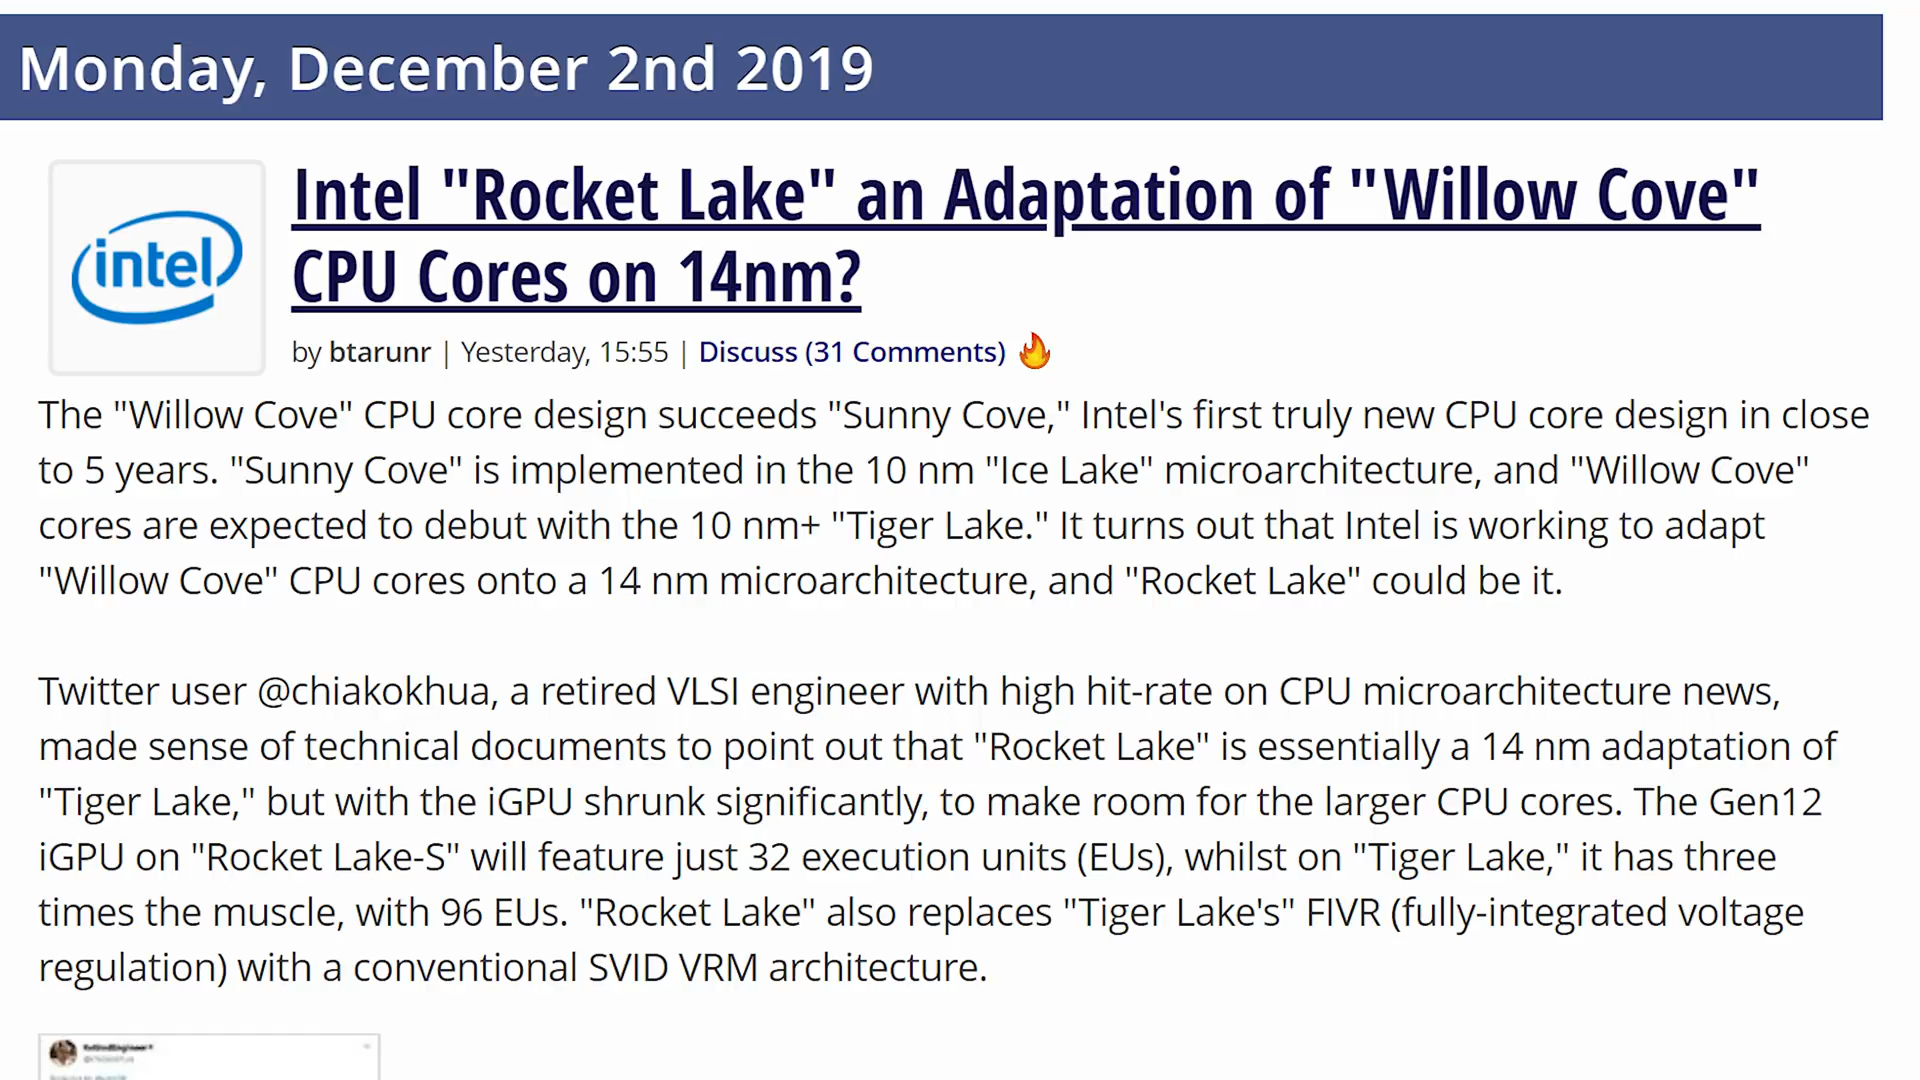 Monday, December 2nd 2019
intel
Intel "Rocket Lake" an Adaptation of "Willow Cove"
CPU Cores on 14nm?
by btarunr | Yesterday, 15:55 | Discuss (31 Comments)
The "Willow Cove" CPU core design succeeds "Sunny Cove," Intel's first truly new CPU core design in close
to 5 years. "Sunny Cove" is implemented in the 10 nm "Ice Lake" microarchitecture, and "Willow Cove"
cores are expected to debut with the 10 nm+ "Tiger Lake." It turns out that Intel is working to adapt
"Willow Cove" CPU cores onto a 14 nm microarchitecture, and "Rocket Lake" could be it.
Twitter user @chiakokhua, a retired VLSI engineer with high hit-rate on CPU microarchitecture news,
made sense of technical documents to point out that "Rocket Lake" is essentially a 14 nm adaptation of
"Tiger Lake," but with the iGPU shrunk significantly, to make room for the larger CPU cores. The Gen12
iGPU on "Rocket Lake-S" will feature just 32 execution units (EUs), whilst on "Tiger Lake," it has three
times the muscle, with 96 EUs. "Rocket Lake" also replaces "Tiger Lake's" FIVR (fully-integrated voltage
regulation) with a conventional SVID VRM architecture.